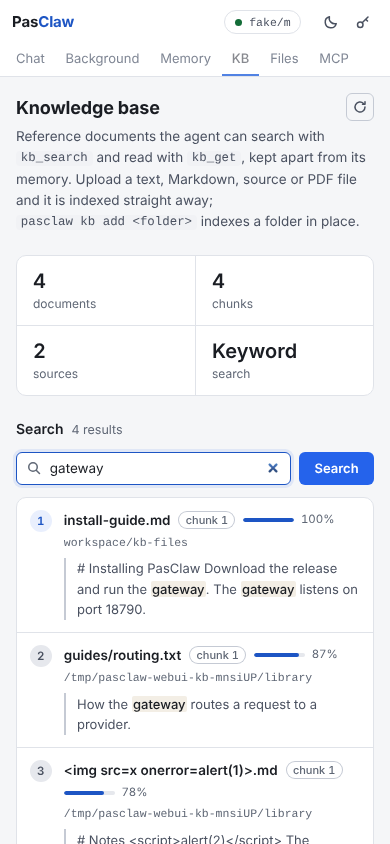 PasClaw
fake/m
Chat Background Memory KB Files MCP
Knowledge base
Reference documents the agent can search with
kb_search and read with kb_get , kept apart from its
memory. Upload a text, Markdown, source or PDF file
and it is indexed straight away;
pasclaw kb add <folder> indexes a folder in place.
4
documents
4
chunks
2
sources
Keyword
search
Search 4 results
gateway
Search
1 install-guide.md chunk 1 100%
workspace/kb-files
# Installing PasClaw Download the release
and run the gateway. The gateway listens on
port 18790.
2 guides/routing.txt chunk 1 87%
/tmp/pasclaw-webui-kb-mnsiUP/library
How the gateway routes a request to a
provider.
3 <img src=x onerror=alert(1)>.md chunk 1
78%
/tmp/pasclaw-webui-kb-mnsiUP/library
# Notes <script>alert(2)</script> The